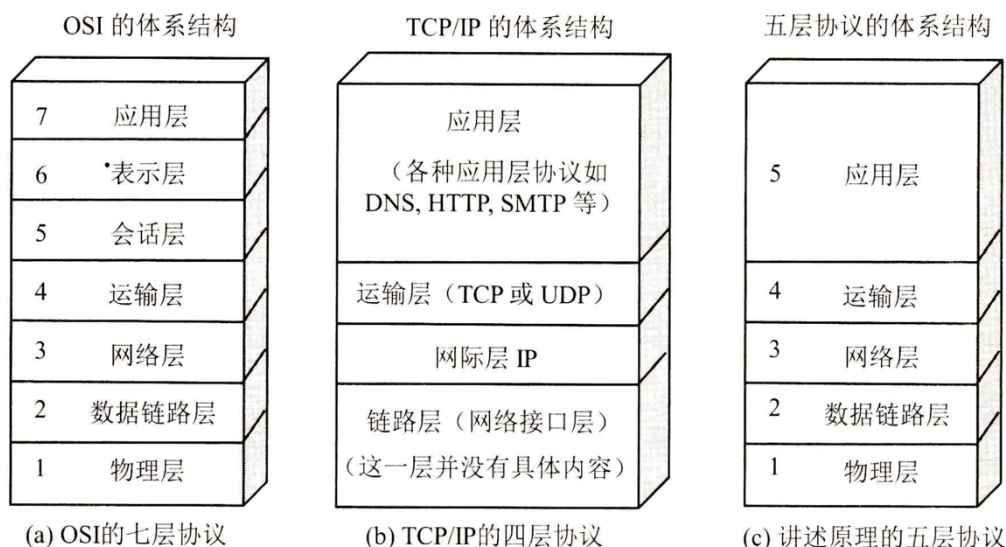 OSI 的体系结构
7 应用层
6 表示层
5 会话层
4 运输层
3 网络层
2 数据链路层
1 物理层
(a) OSI的七层协议
TCP/IP 的体系结构
应用层
（各种应用层协议如
DNS, HTTP, SMTP 等）
运输层（TCP 或 UDP）
网际层 IP
链路层（网络接口层）
（这一层并没有具体内容）
(b) TCP/IP的四层协议
五层协议的体系结构
5 应用层
4 运输层
3 网络层
2 数据链路层
1 物理层
(c) 讲述原理的五层协议